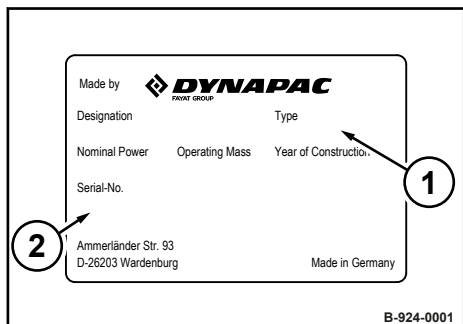 Made by DYNAPAC
FAYAT GROUP
Designation Type
Nominal Power Operating Mass Year of Construction
Serial-No.
1
2
Ammerländer Str. 93
D-26203 Wardenburg Made in Germany
B-924-0001